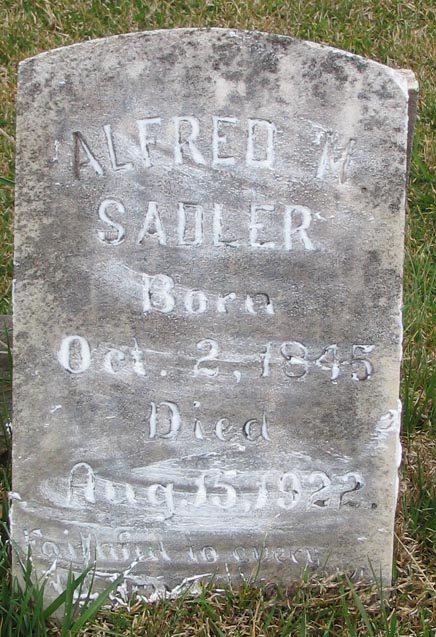 ALFRED M
SADLER
Born
Oct. 2, 1845
Died
Aug. 15, 1922.
Faithful to every